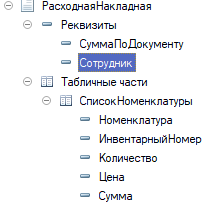 РасходнаяНакладная
Реквизиты
СуммаПоДокументу
Сотрудник
Табличные части
СписокНоменклатуры
Номенклатура
ИнвентарныйНомер
Количество
Цена
Сумма